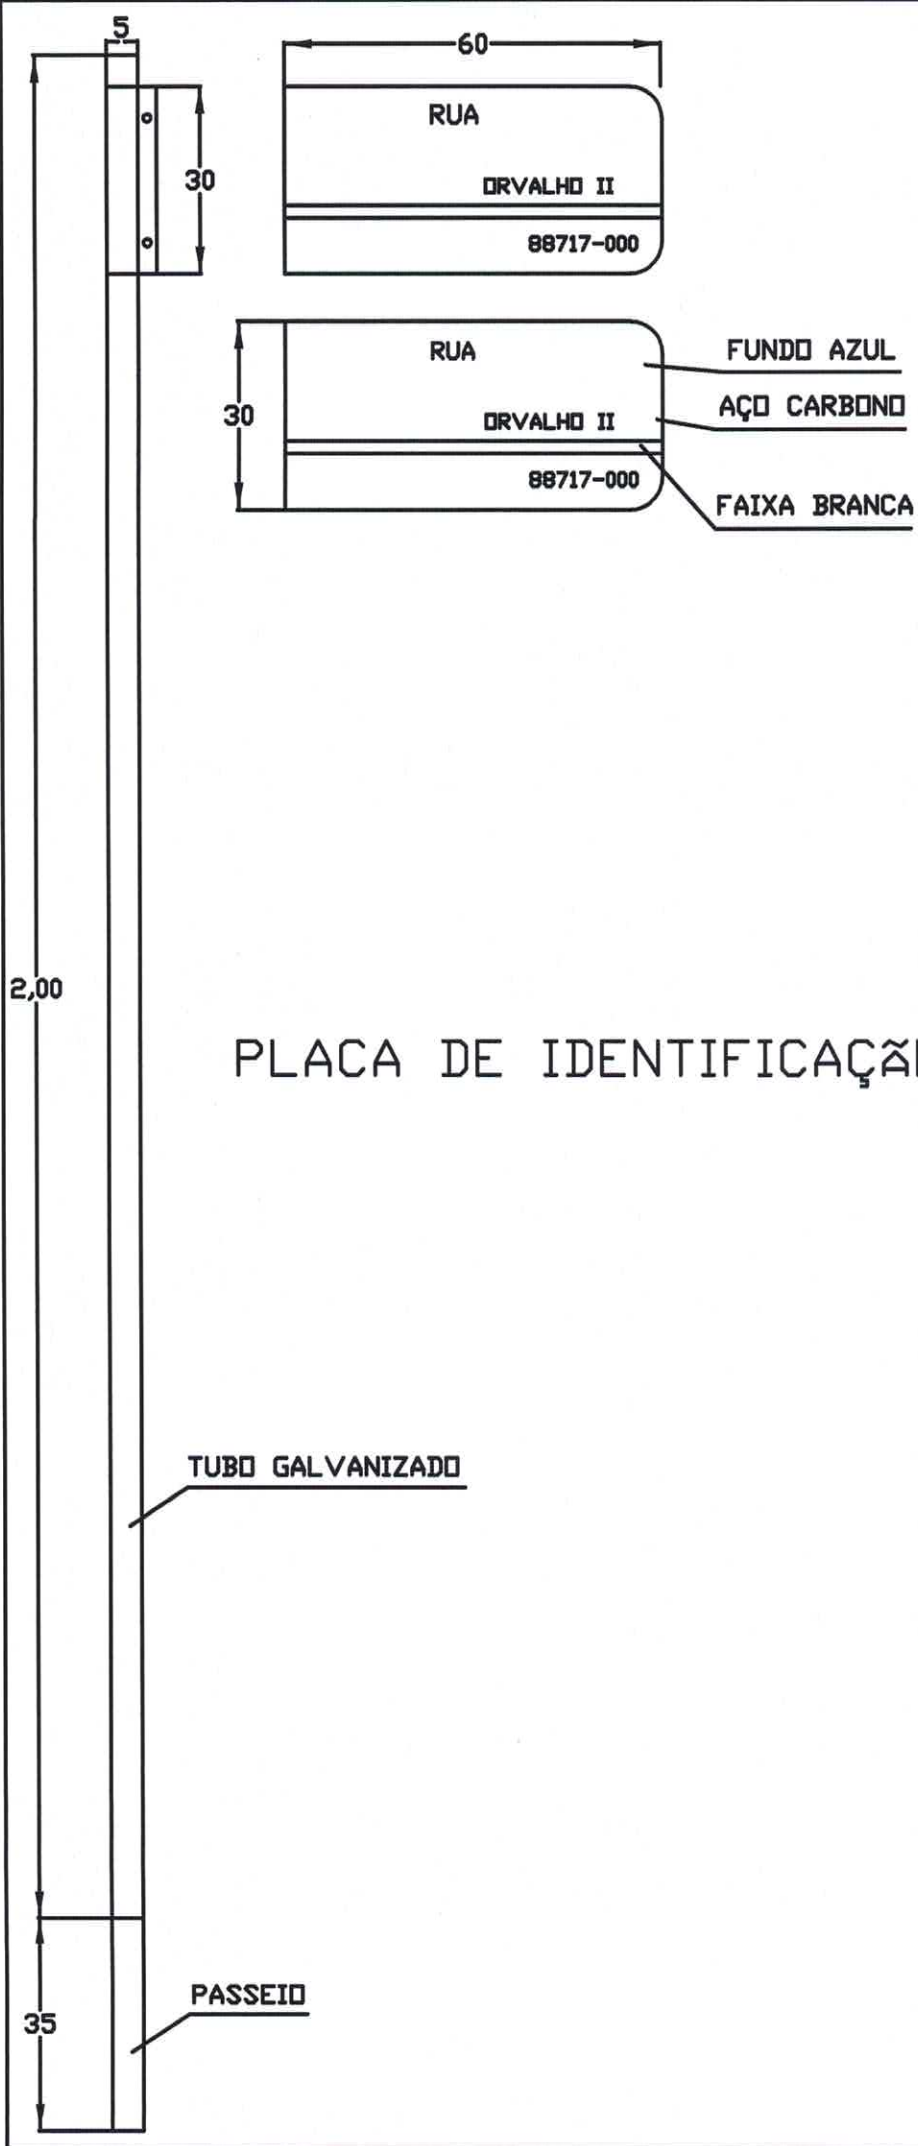 5
60
RUA
30
ORVALHO II
88717-000
RUA
FUNDO AZUL
30
AÇO CARBONO
ORVALHO II
88717-000
FAIXA BRANCA
2,00
PLACA DE IDENTIFICAÇÃ
TUBO GALVANIZADO
PASSEIO
35